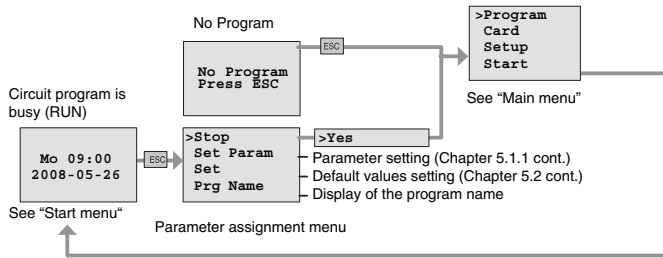 No Program
ESC
No Program
Press ESC
>Program
Card
Setup
Start
See “Main menu”
Circuit program is
busy (RUN)
Mo 09:00
2008-05-26
See “Start menu“
ESC
>Stop
Set Param
Set
Prg Name
>Yes
Parameter setting (Chapter 5.1.1 cont.)
Default values setting (Chapter 5.2 cont.)
Display of the program name
Parameter assignment menu